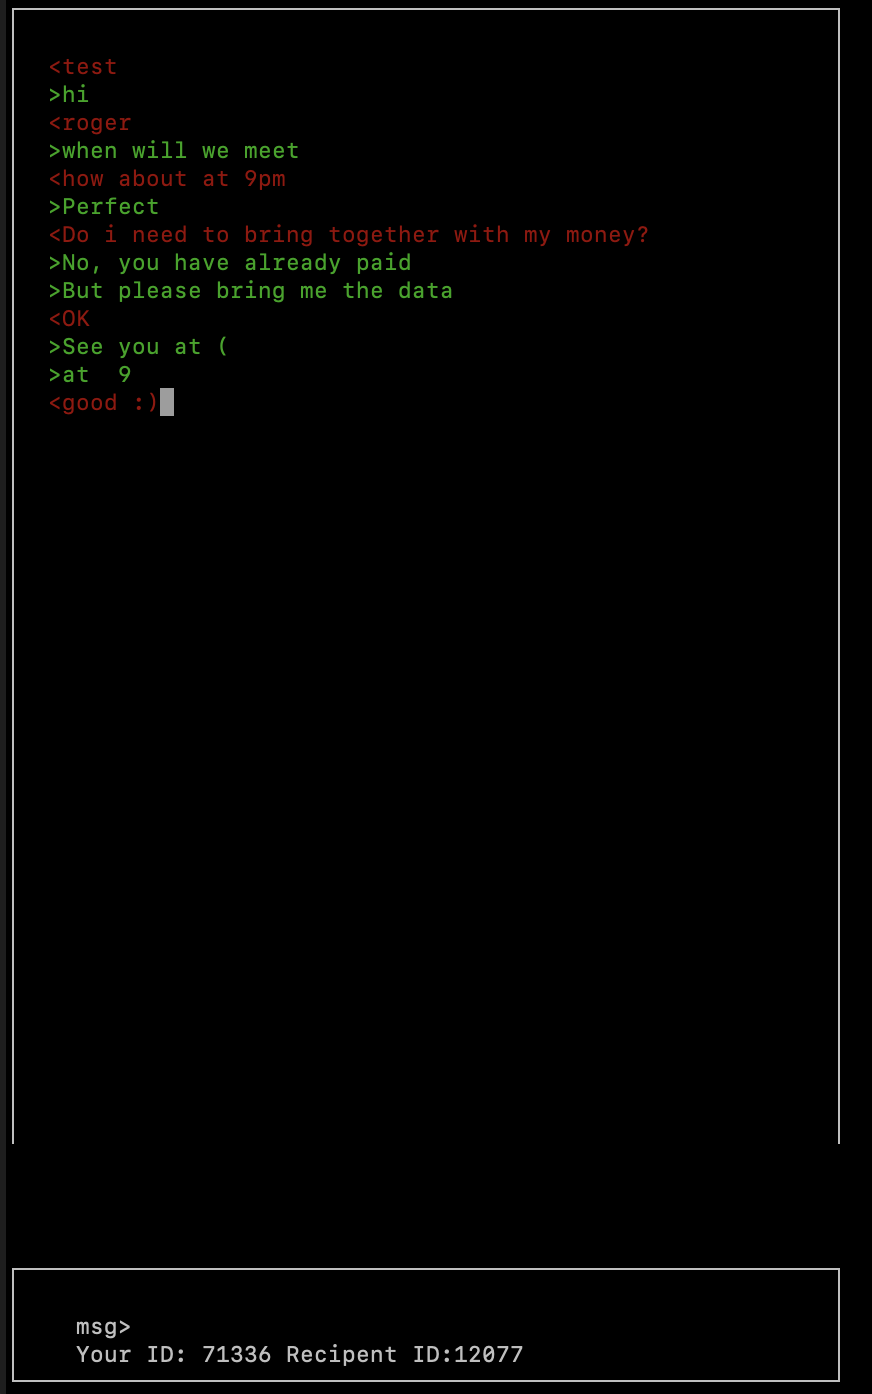 <test
>hi
<roger
>when will we meet
<how about at 9pm
>Perfect
<Do i need to bring together with my money?
>No, you have already paid
>But please bring me the data
<OK
>See you at (
>at  9
<good :)
msg>
Your ID: 71336 Recipent ID:12077